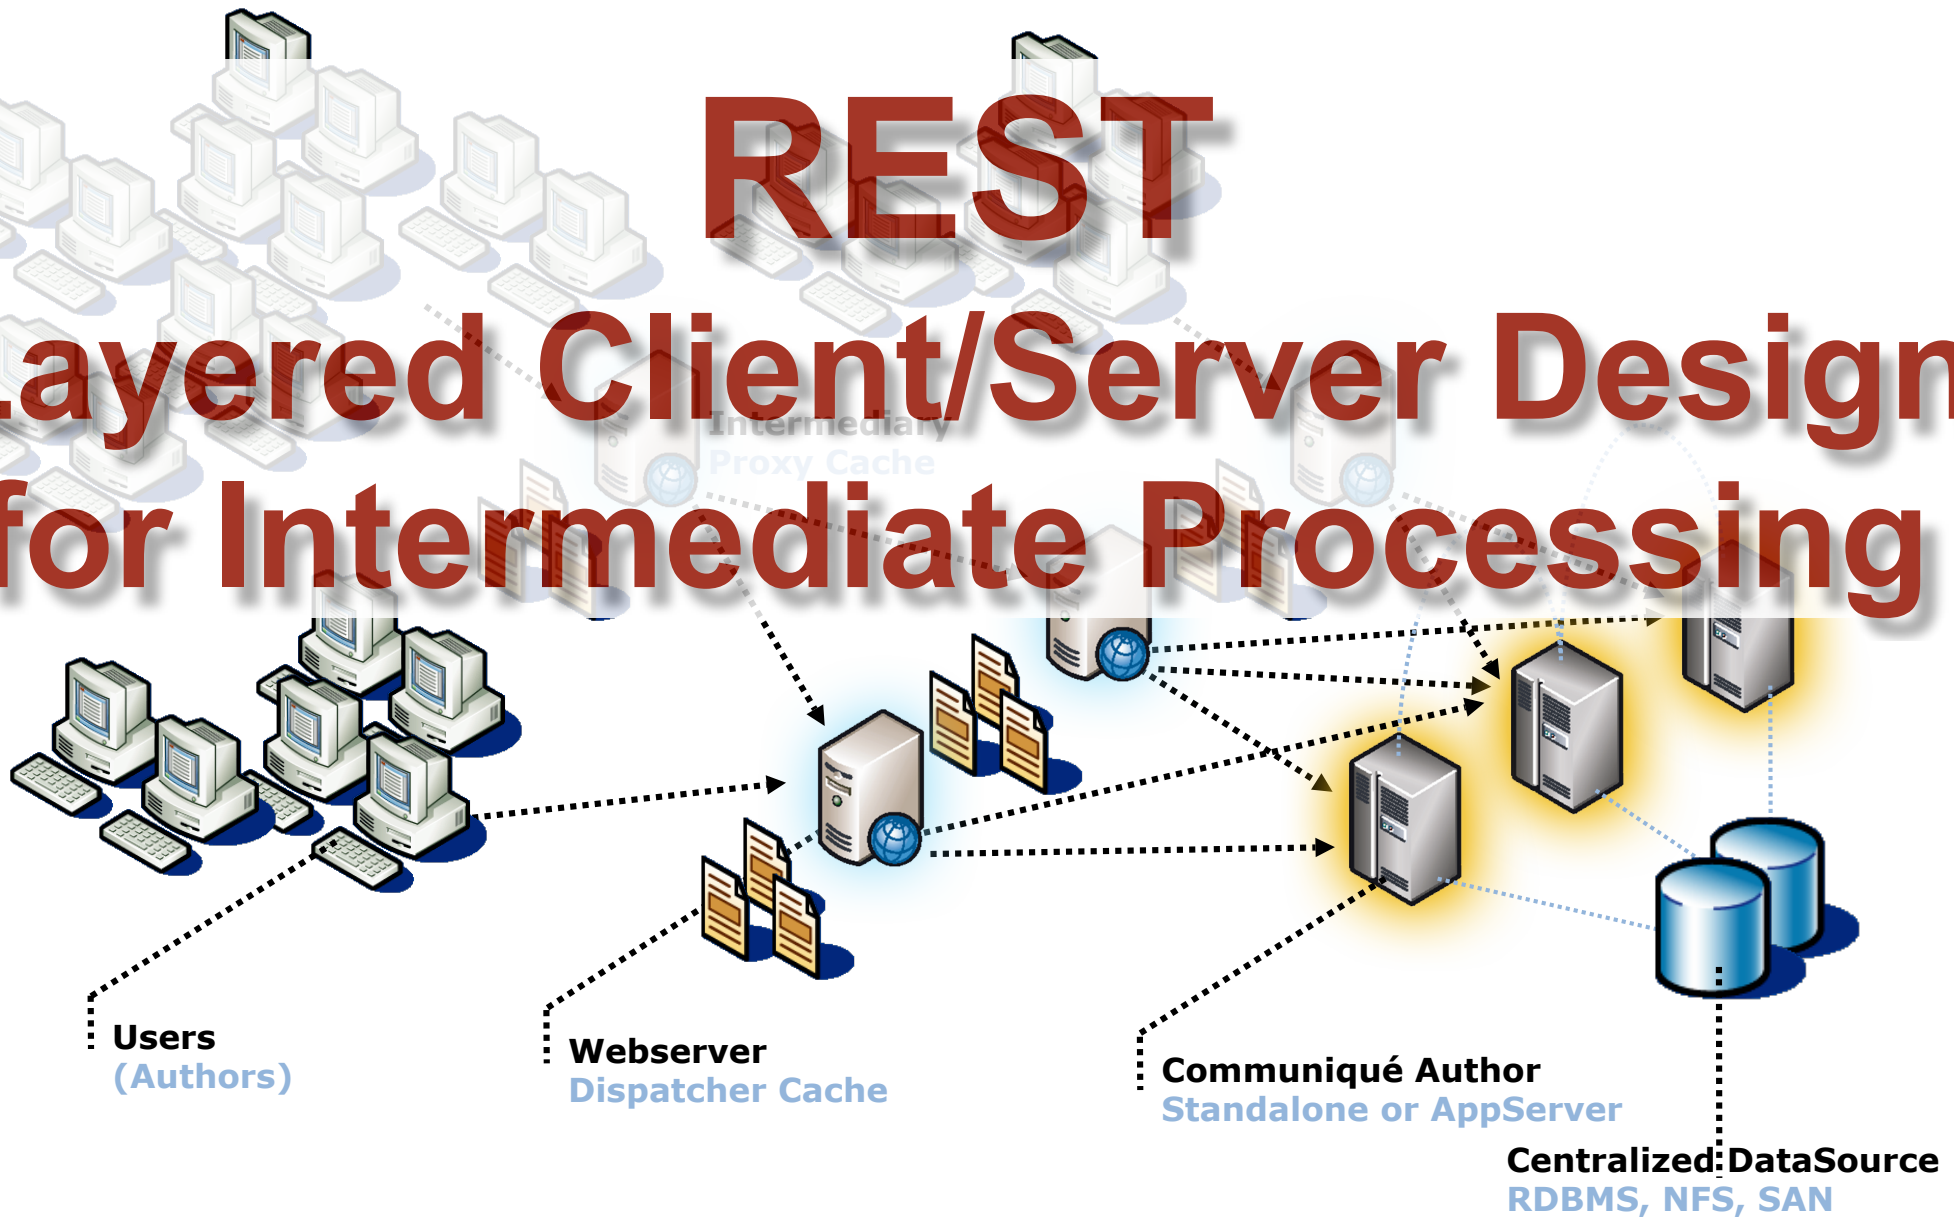 REST
Layered Client/Server Design
for Intermediate Processing
Intermediary
Proxy Cache
Users
(Authors)
Webserver
Dispatcher Cache
Communiqué Author
Standalone or AppServer
Centralized DataSource
RDBMS, NFS, SAN